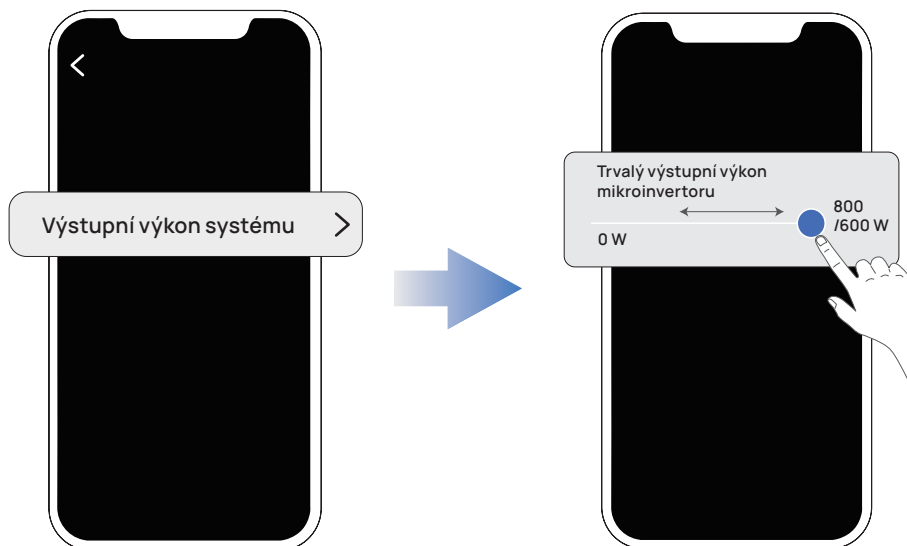 Výstupní výkon systému
Trvalý výstupní výkon
mikroinvertoru
800
/600 W
0 W